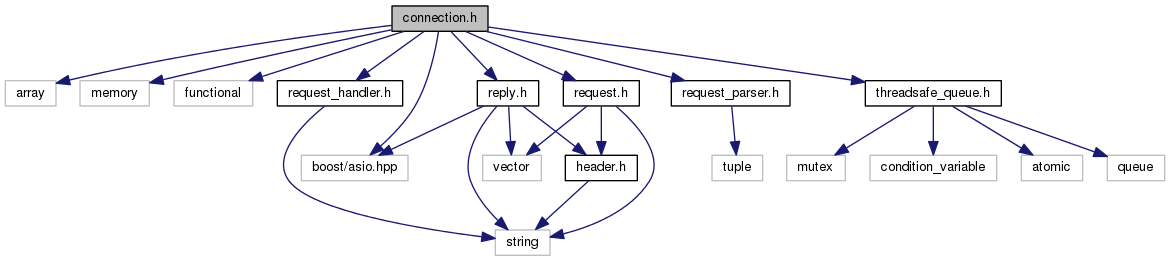 connection.h
array
memory
functional
request_handler.h
reply.h
request.h
request_parser.h
threadsafe_queue.h
boost/asio.hpp
vector
header.h
tuple
mutex
condition_variable
atomic
queue
string